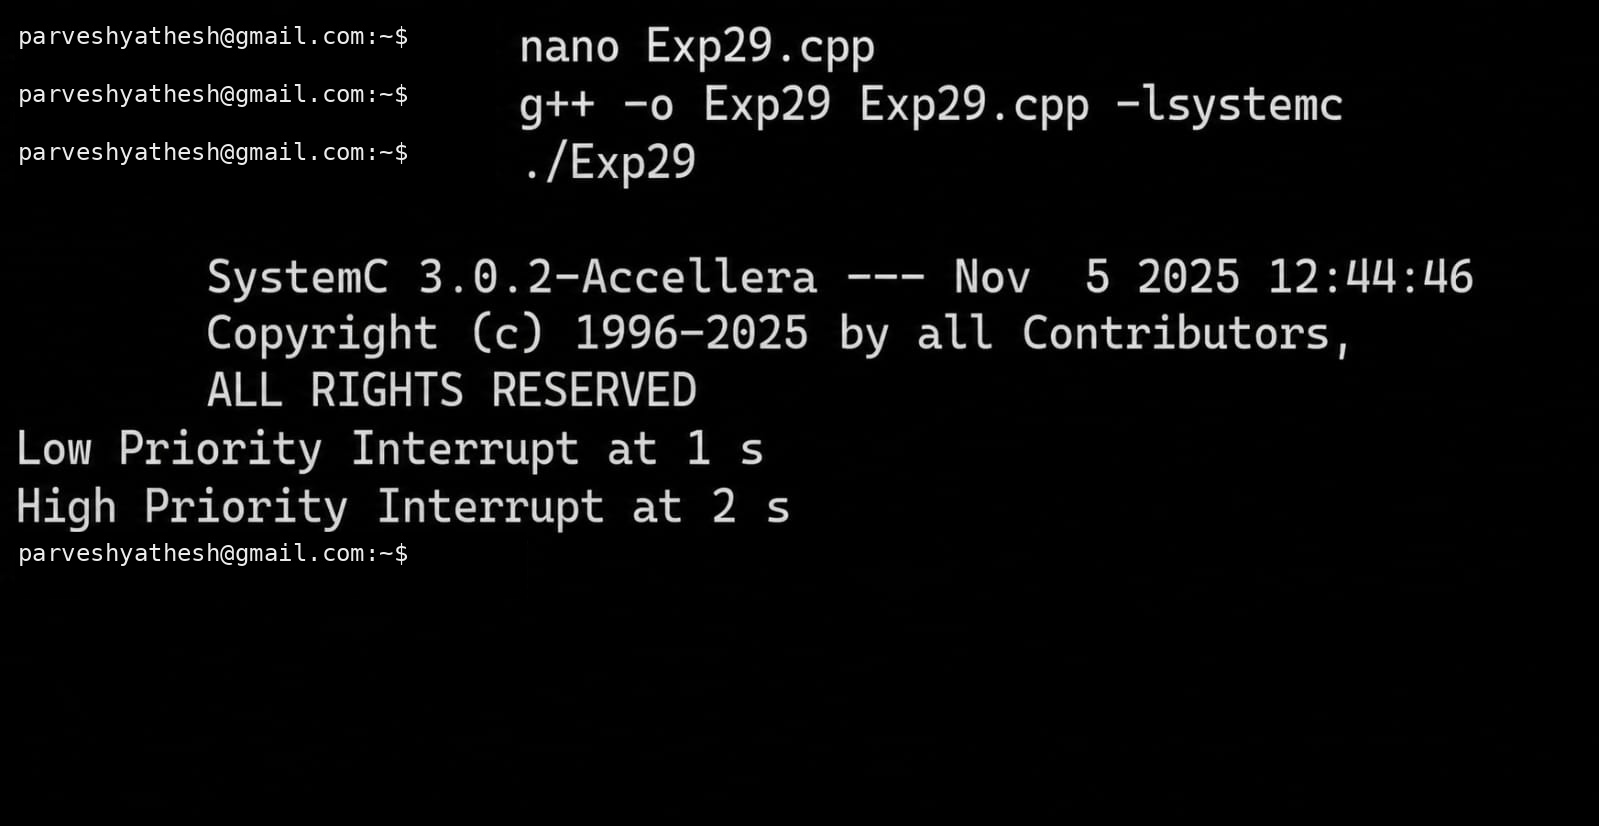 parveshyathesh@gmail.com:~$ nano Exp29.cpp
parveshyathesh@gmail.com:~$ g++ -o Exp29 Exp29.cpp -lsystemc
parveshyathesh@gmail.com:~$ ./Exp29
SystemC 3.0.2-Accellera --- Nov  5 2025 12:44:46
Copyright (c) 1996-2025 by all Contributors,
ALL RIGHTS RESERVED
Low Priority Interrupt at 1 s
High Priority Interrupt at 2 s
parveshyathesh@gmail.com:~$